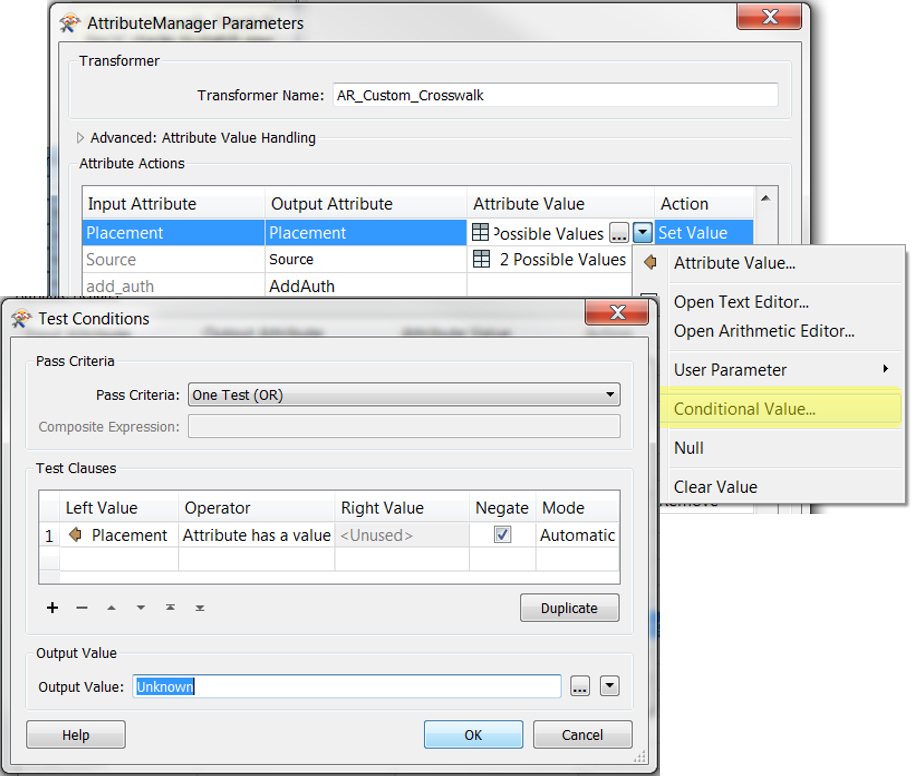 AttributeManager Parameters
Transformer
Transformer Name: AR_Custom_Crosswalk
Advanced: Attribute Value Handling
Attribute Actions
Input Attribute Output Attribute Attribute Value Action
Placement Placement Possible Values ... Set Value
Source Source 2 Possible Values
add_auth AddAuth
Attribute Value...
Open Text Editor...
Open Arithmetic Editor...
User Parameter
Conditional Value...
Null
Clear Value
Test Conditions
Pass Criteria
Pass Criteria: One Test (OR)
Composite Expression:
Test Clauses
Left Value Operator Right Value Negate Mode
1 Placement Attribute has a value <Unused> Automatic
Duplicate
Output Value
Output Value: Unknown ...
Help OK Cancel